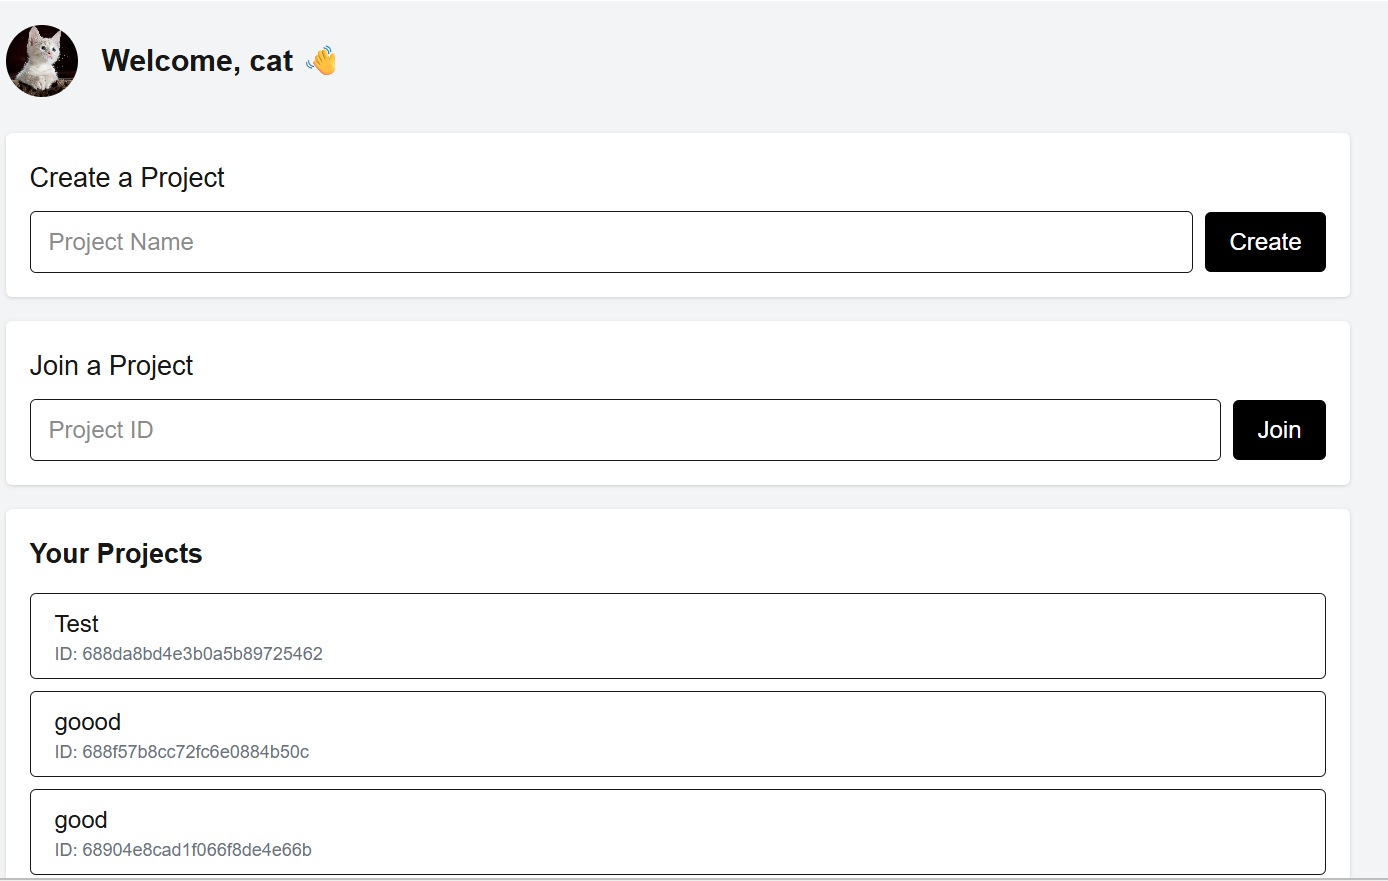 Welcome, cat 👋
Create a Project
Project Name
Create
Join a Project
Project ID
Join
Your Projects
Test
ID: 688da8bd4e3b0a5b89725462
goood
ID: 688f57b8cc72fc6e0884b50c
good
ID: 68904e8cad1f066f8de4e66b